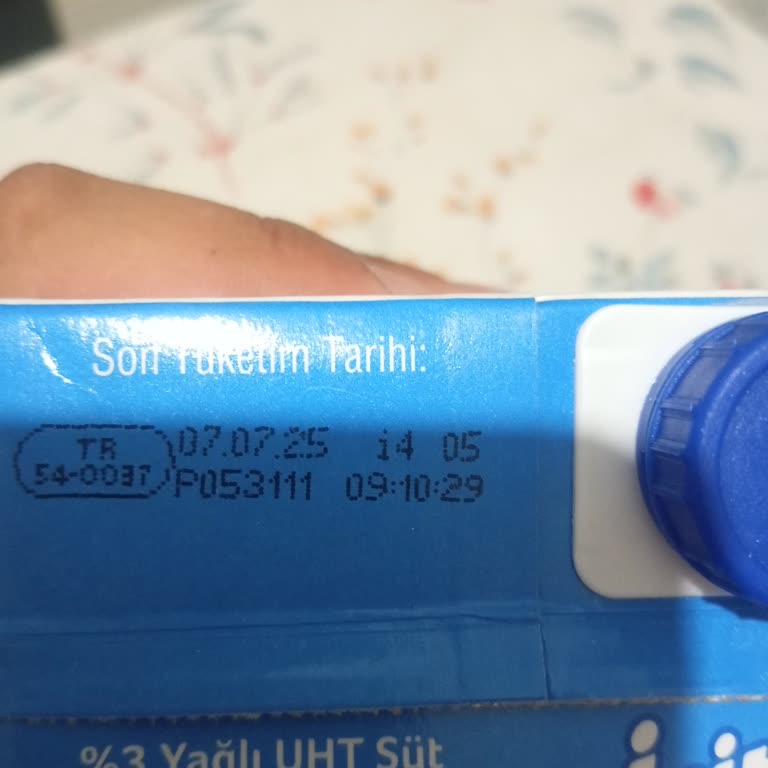 Son Tüketim Tarihi:
TR
54-0037
07.07.25 i4 05
P053111 09:10:29
%3 Yağlı UHT Süt